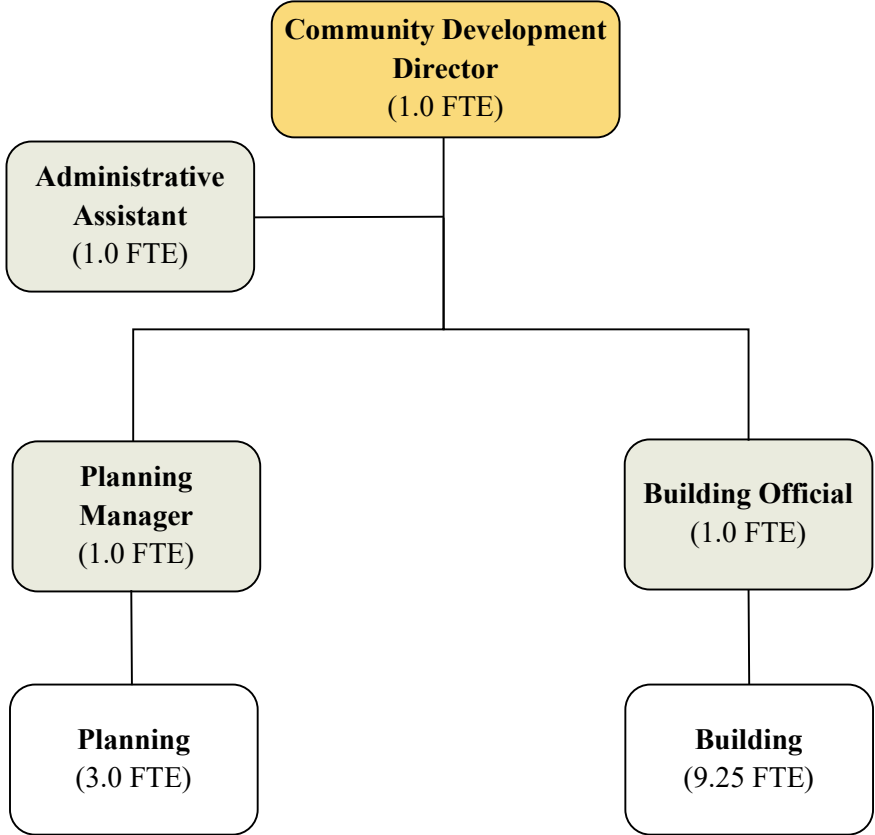 Community Development
Director
(1.0 FTE)
Administrative
Assistant
(1.0 FTE)
Planning
Manager
(1.0 FTE)
Building Official
(1.0 FTE)
Planning
(3.0 FTE)
Building
(9.25 FTE)